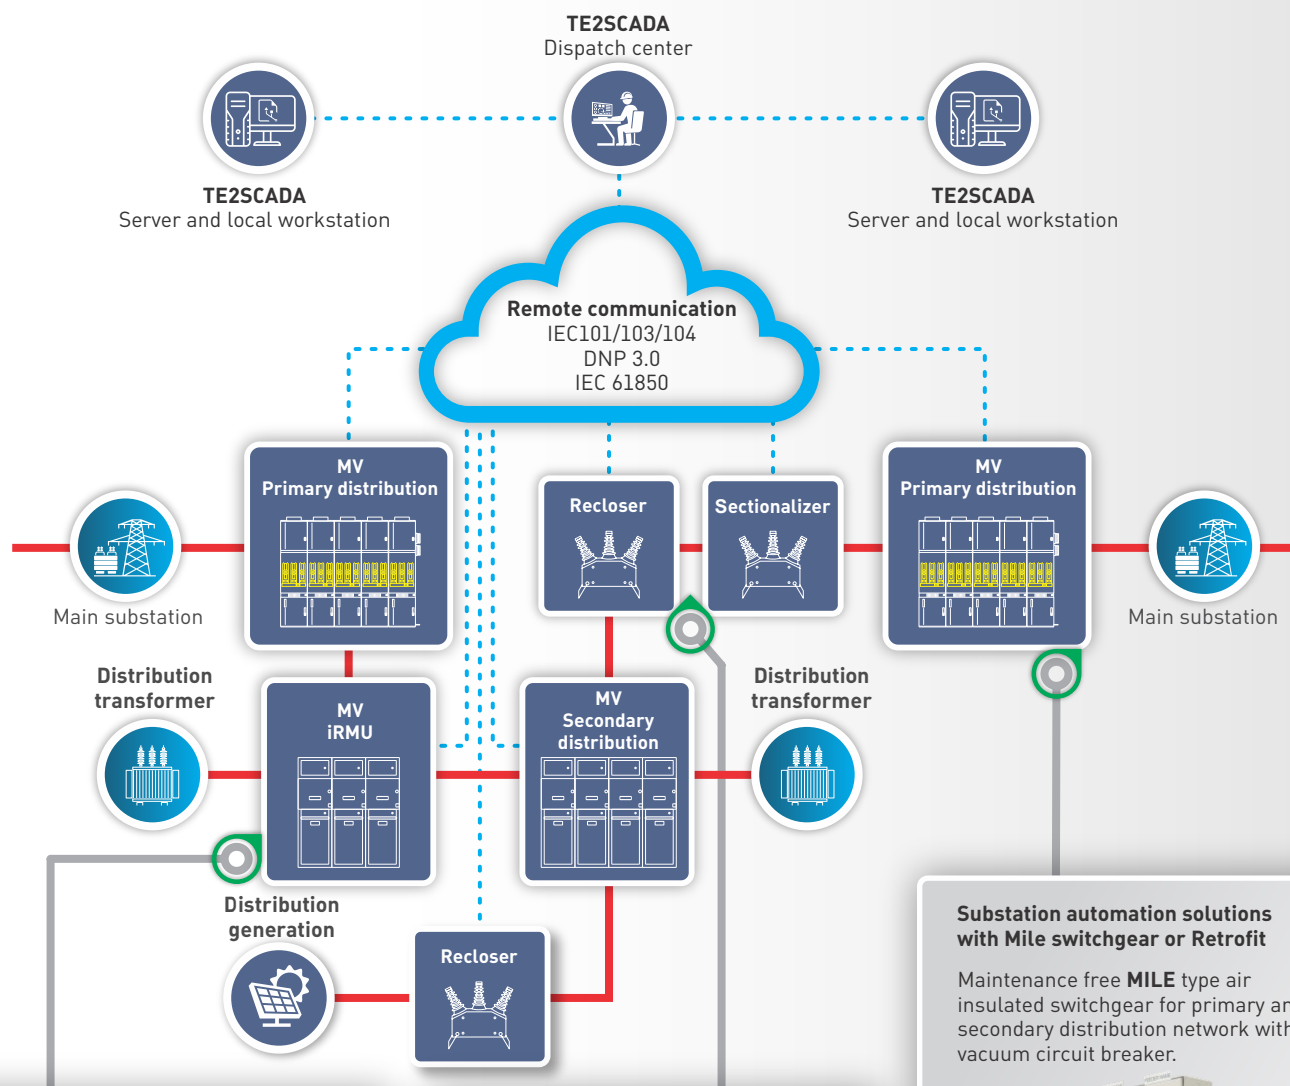 TE2SCADA
Dispatch center
TE2SCADA
Server and local workstation
TE2SCADA
Server and local workstation
Remote communication
IEC101/103/104
DNP 3.0
IEC 61850
MV
Primary distribution
Recloser
Sectionalizer
MV
Primary distribution
Main substation
Main substation
Distribution
transformer
MV
iRMU
MV
Secondary
distribution
Distribution
transformer
Distribution
generation
Recloser
Substation automation solutions
with Mile switchgear or Retrofit
Maintenance free MILE type air
insulated switchgear for primary an
secondary distribution network with
vacuum circuit breaker.